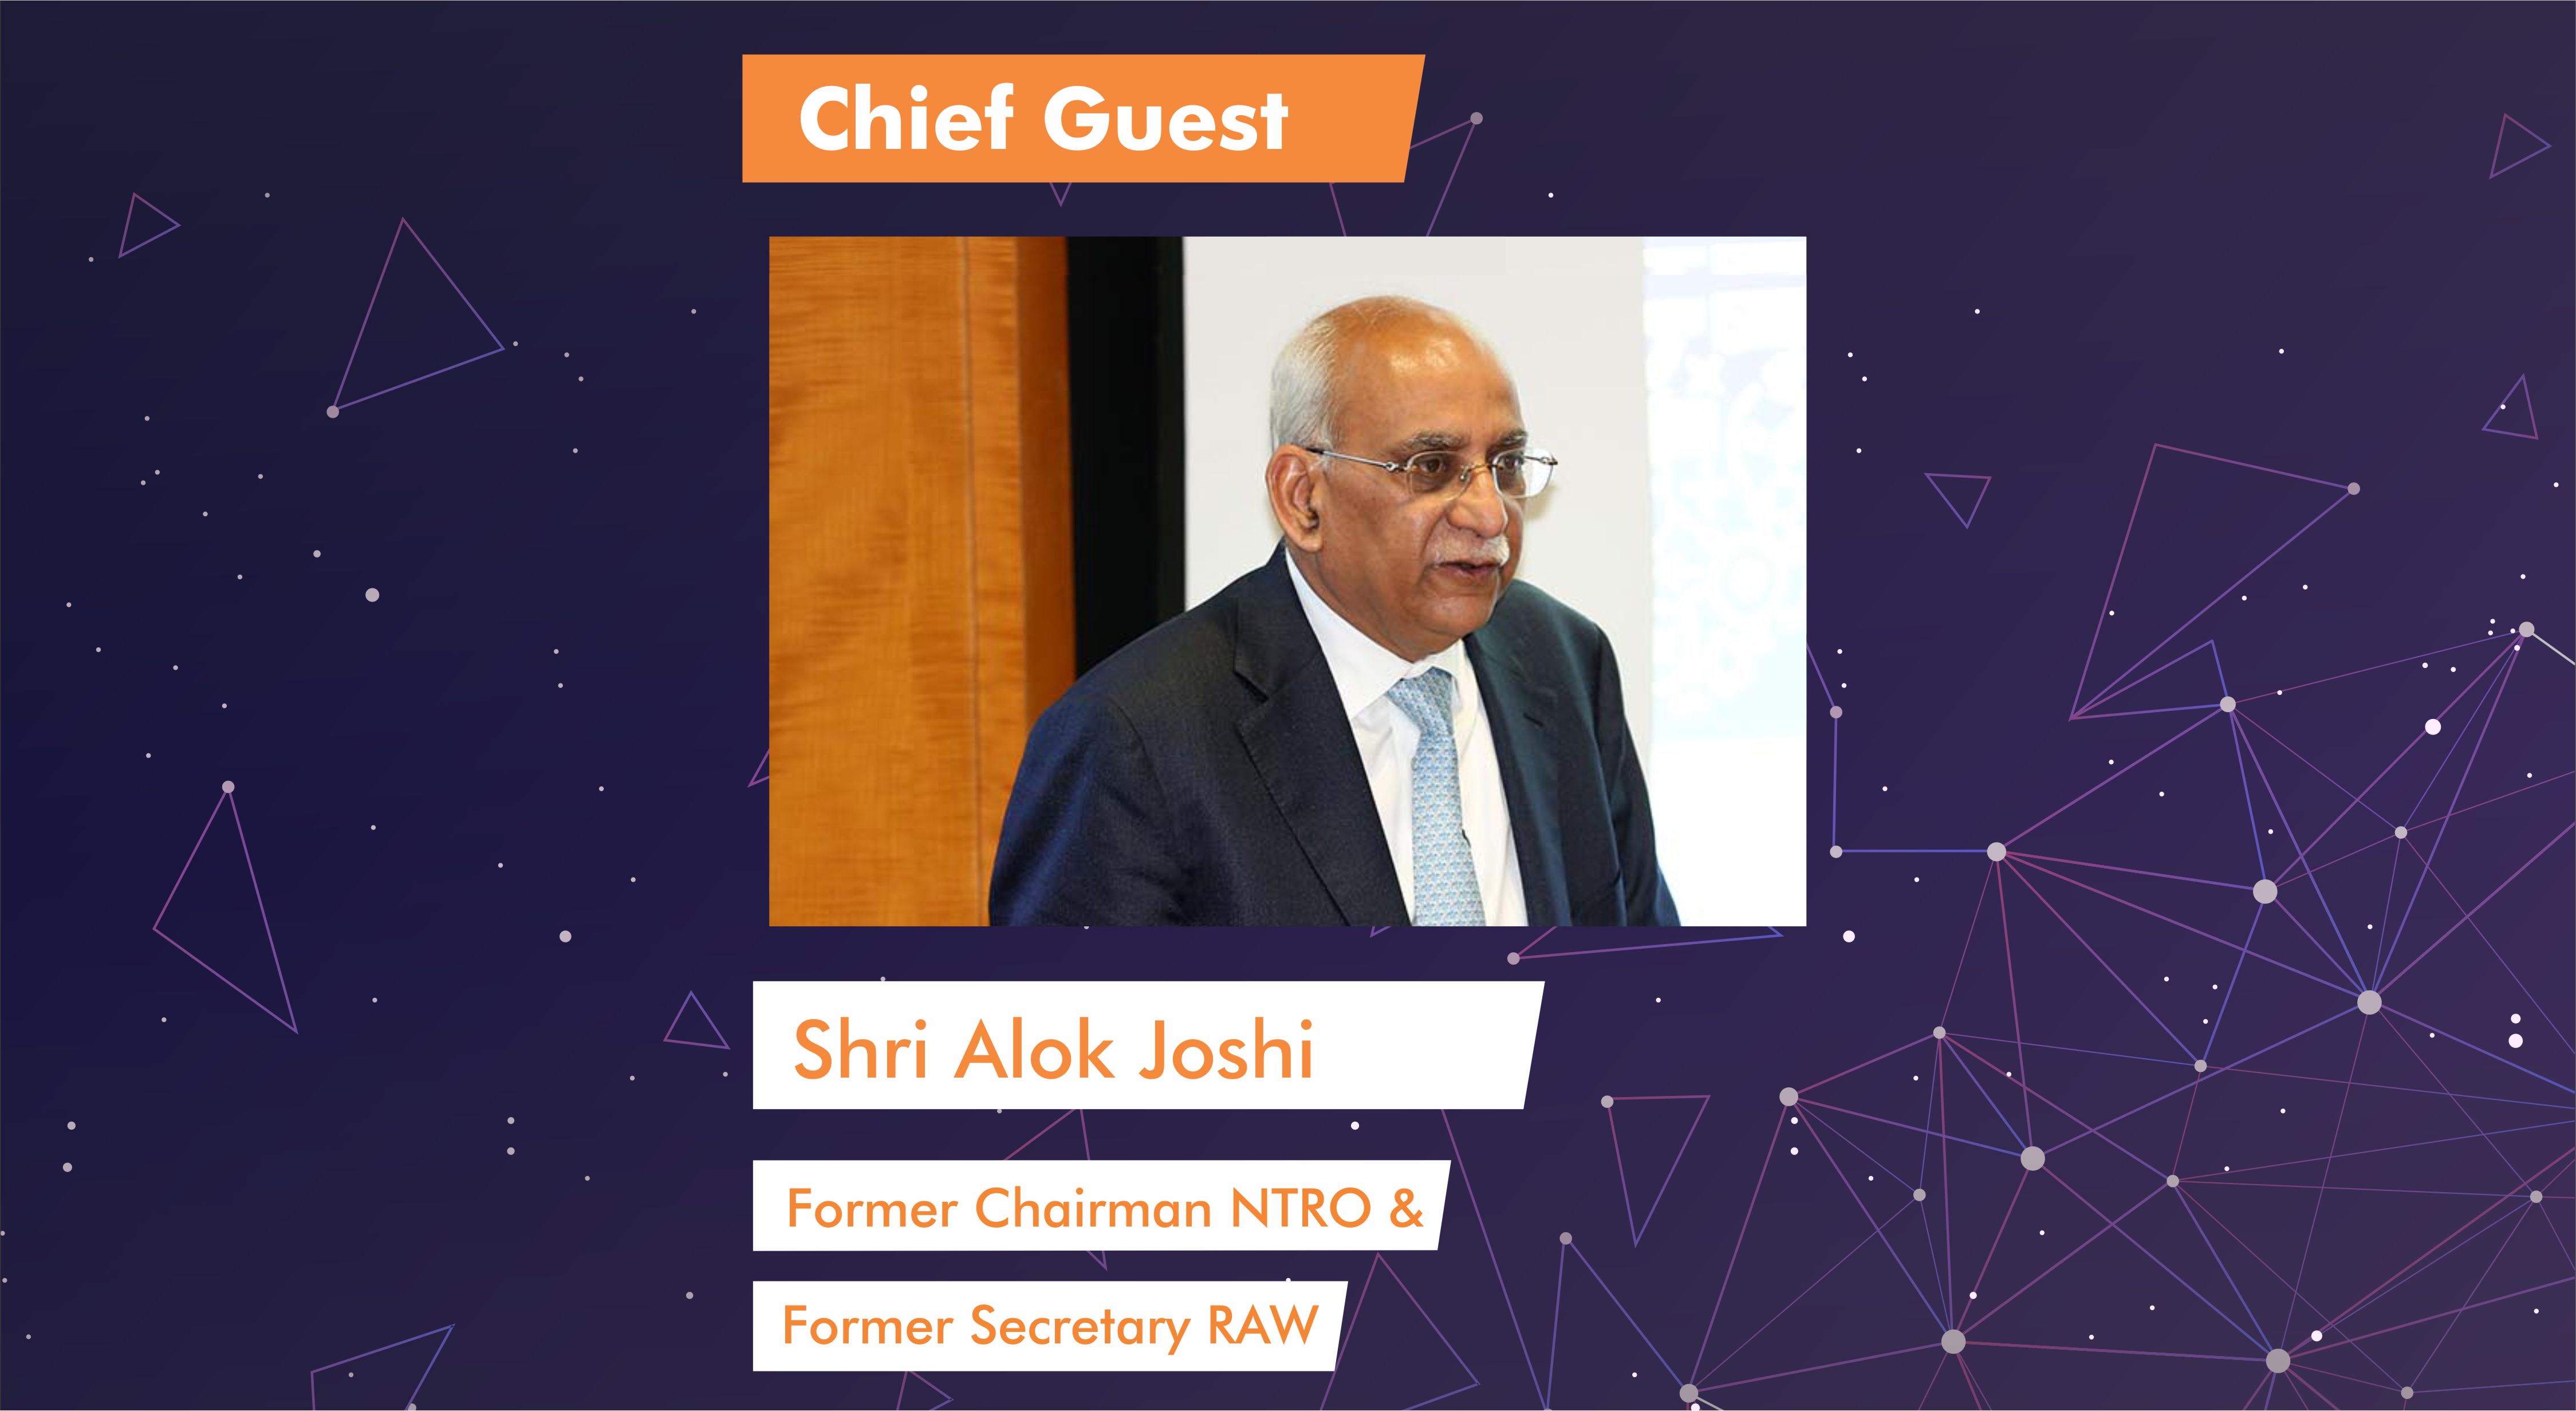 Chief Guest
Shri Alok Joshi
Former Chairman NTRO &
Former Secretary RAW